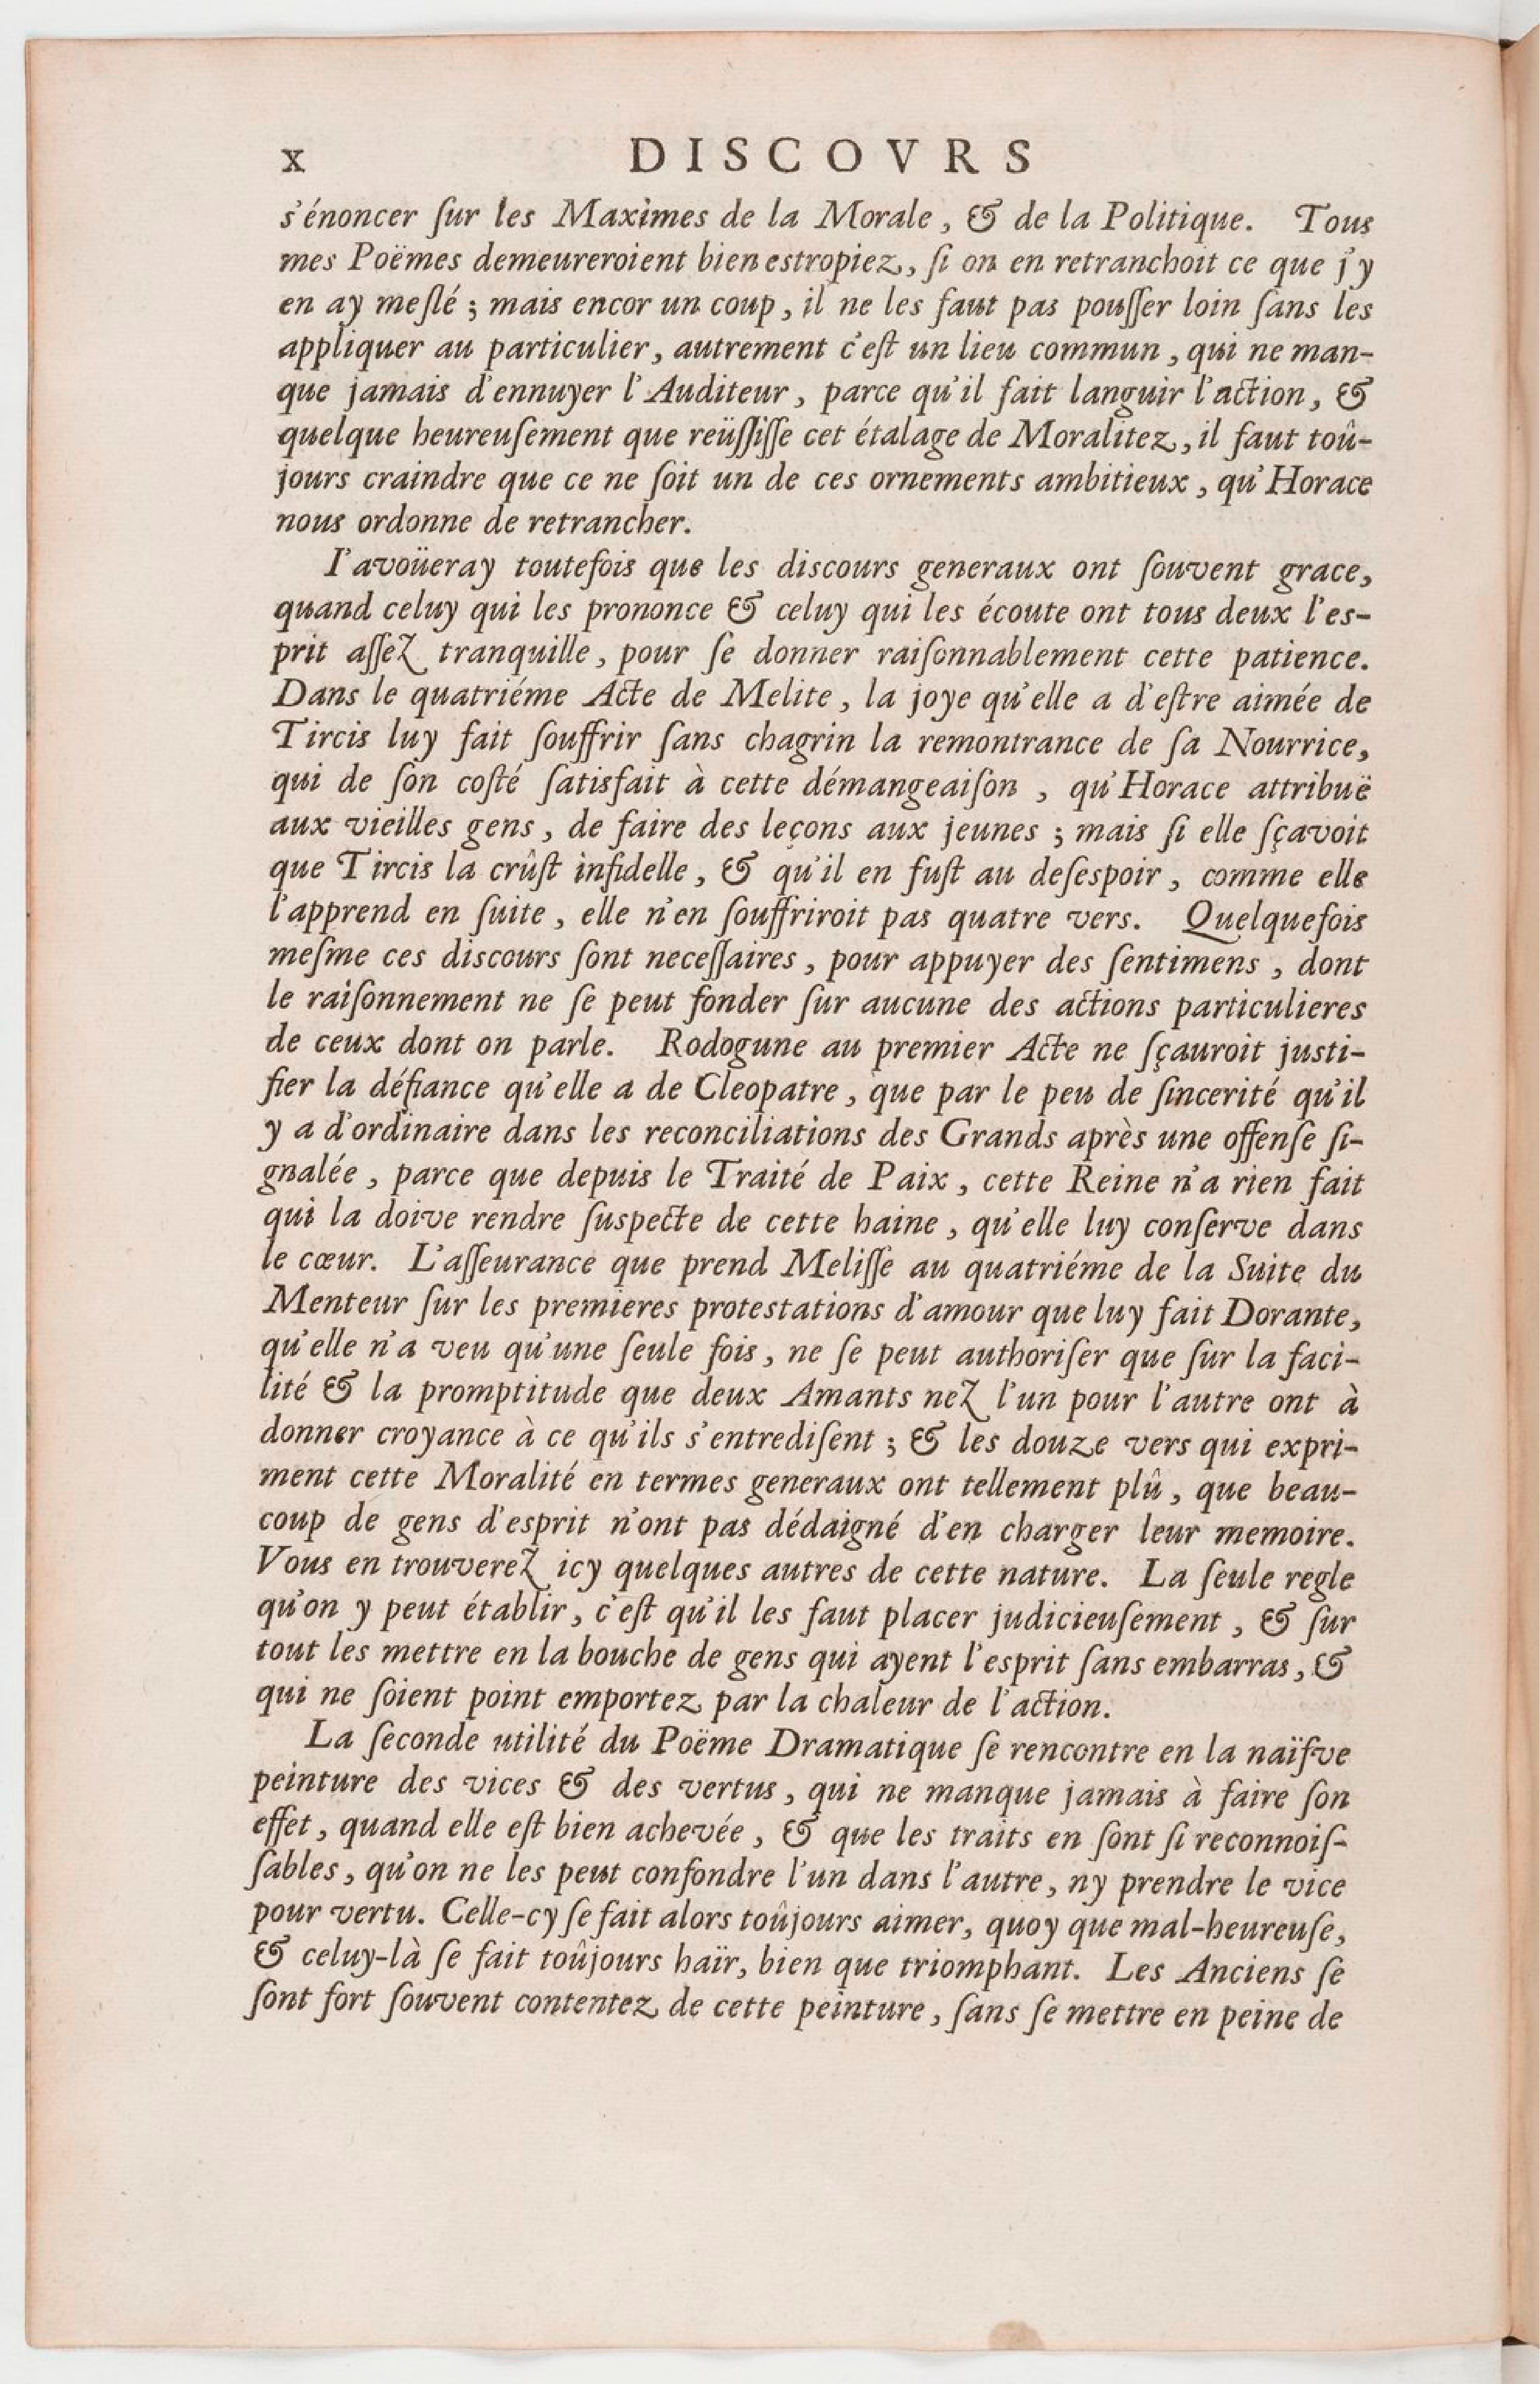 x DISCOVRS
s'énoncer ſur les Maximes de la Morale, & de la Politique. Tous
mes Poëmes demeureroient bien estropiez, ſi on en retranchoit ce que j'y
en ay meſlé ; mais encor un coup, il ne les faut pas pouſſer loin ſans les
appliquer au particulier, autrement c'eſt un lieu commun, qui ne man-
que jamais d'ennuyer l'Auditeur, parce qu'il fait languir l'action, &
quelque heureuſement que reüſſiſſe cet étalage de Moralitez, il faut toû-
jours craindre que ce ne ſoit un de ces ornements ambitieux, qu'Horace
nous ordonne de retrancher.
I'avoüeray toutefois que les discours generaux ont ſouvent grace,
quand celuy qui les prononce & celuy qui les écoute ont tous deux l'es-
prit aſſez tranquille, pour ſe donner raiſonnablement cette patience.
Dans le quatriéme Acte de Melite, la joye qu'elle a d'eſtre aimée de
Tircis luy fait ſouffrir ſans chagrin la remontrance de ſa Nourrice,
qui de ſon coſté ſatisfait à cette démangeaiſon, qu'Horace attribuë
aux vieilles gens, de faire des leçons aux jeunes ; mais ſi elle ſçavoit
que Tircis la crûſt infidelle, & qu'il en fuſt au deſespoir, comme elle
l'apprend en ſuite, elle n'en ſouffriroit pas quatre vers. Quelquefois
meſme ces discours ſont neceſſaires, pour appuyer des ſentimens, dont
le raiſonnement ne ſe peut fonder ſur aucune des actions particulieres
de ceux dont on parle. Rodogune au premier Acte ne ſçauroit justi-
fier la défiance qu'elle a de Cleopatre, que par le peu de ſincerité qu'il
y a d'ordinaire dans les reconciliations des Grands après une offenſe ſi-
gnalée, parce que depuis le Traité de Paix, cette Reine n'a rien fait
qui la doive rendre ſuspecte de cette haine, qu'elle luy conſerve dans
le cœur. L'aſſeurance que prend Meliſſe au quatriéme de la Suite du
Menteur ſur les premieres protestations d'amour que luy fait Dorante,
qu'elle n'a veu qu'une ſeule fois, ne ſe peut authoriſer que ſur la faci-
lité & la promptitude que deux Amants nez l'un pour l'autre ont à
donner croyance à ce qu'ils s'entrediſent ; & les douze vers qui expri-
ment cette Moralité en termes generaux ont tellement plû, que beau-
coup de gens d'esprit n'ont pas dédaigné d'en charger leur memoire.
Vous en trouverez icy quelques autres de cette nature. La ſeule regle
qu'on y peut établir, c'eſt qu'il les faut placer judicieuſement, & ſur
tout les mettre en la bouche de gens qui ayent l'esprit ſans embarras, &
qui ne ſoient point emportez par la chaleur de l'action.
La ſeconde utilité du Poëme Dramatique ſe rencontre en la naïfve
peinture des vices & des vertus, qui ne manque jamais à faire ſon
effet, quand elle eſt bien achevée, & que les traits en ſont ſi reconnoiſ-
ſables, qu'on ne les peut confondre l'un dans l'autre, ny prendre le vice
pour vertu. Celle-cy ſe fait alors toûjours aimer, quoy que mal-heureuſe,
& celuy-là ſe fait toûjours haïr, bien que triomphant. Les Anciens ſe
ſont fort ſouvent contentez de cette peinture, ſans ſe mettre en peine de